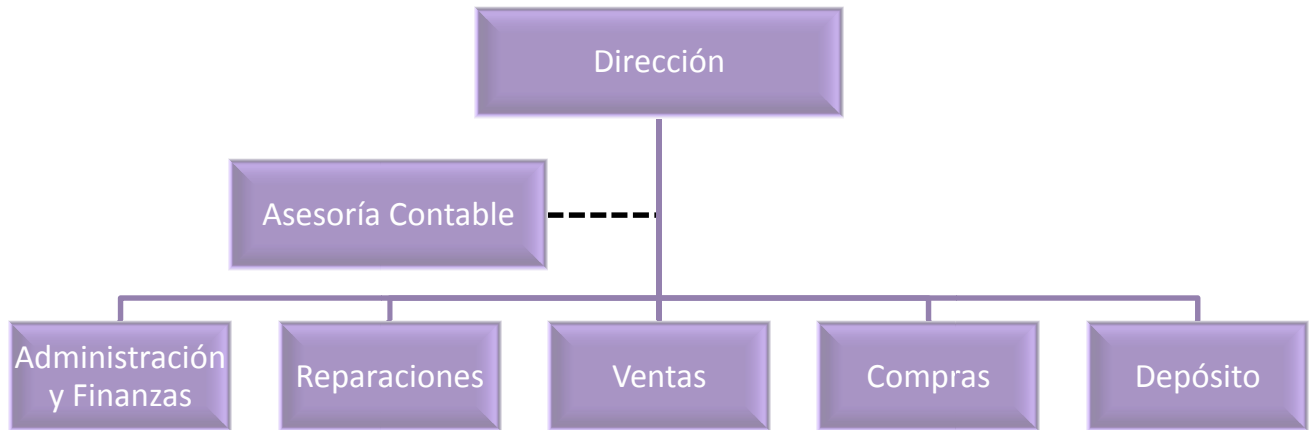 Dirección
Asesoría Contable
Administración
y Finanzas
Reparaciones
Ventas
Compras
Depósito